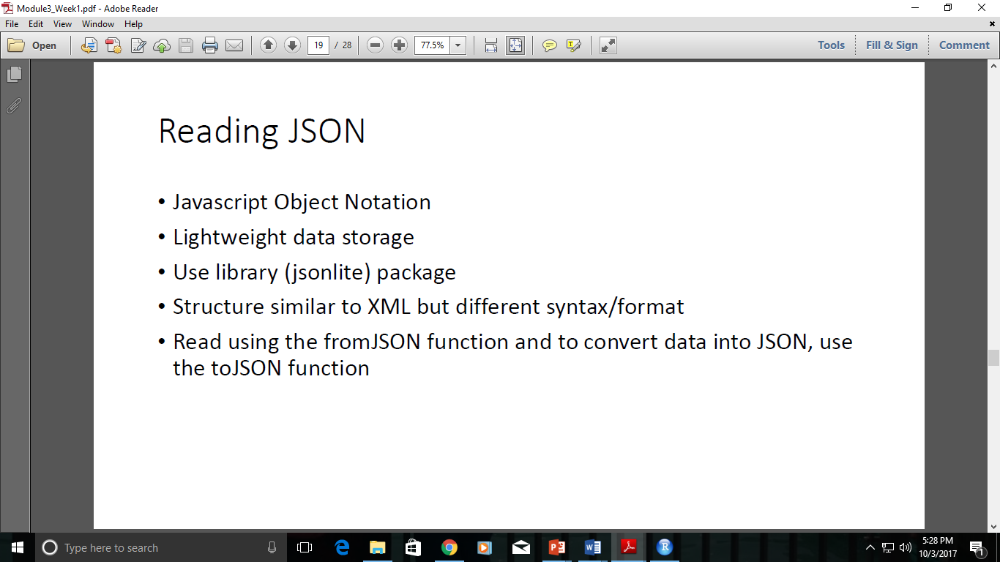 Module3_Week1.pdf - Adobe Reader
File Edit View Window Help
Open 19 / 28 77.5% Tools Fill & Sign Comment
Reading JSON
• Javascript Object Notation
• Lightweight data storage
• Use library (jsonlite) package
• Structure similar to XML but different syntax/format
• Read using the fromJSON function and to convert data into JSON, use
the toJSON function
Type here to search
5:28 PM
10/3/2017
1